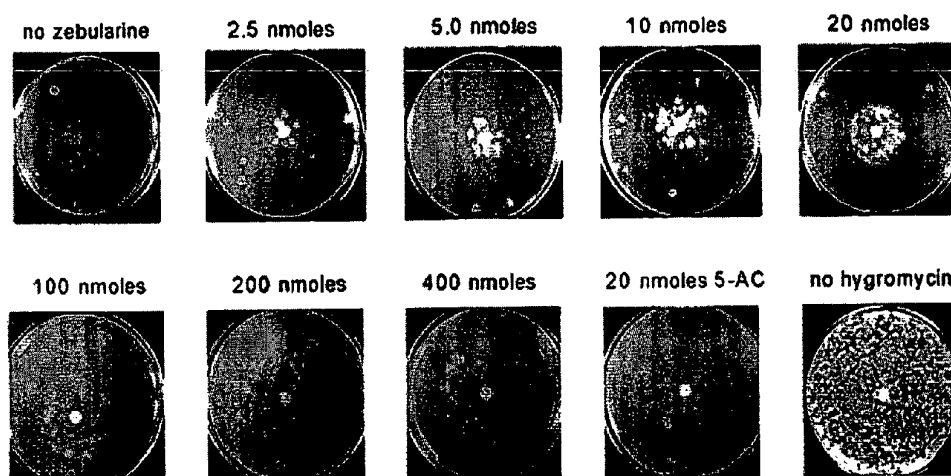 no zebularine 2.5 nmoles 5.0 nmoles 10 nmoles 20 nmoles
100 nmoles 200 nmoles 400 nmoles 20 nmoles 5-AC no hygromycin